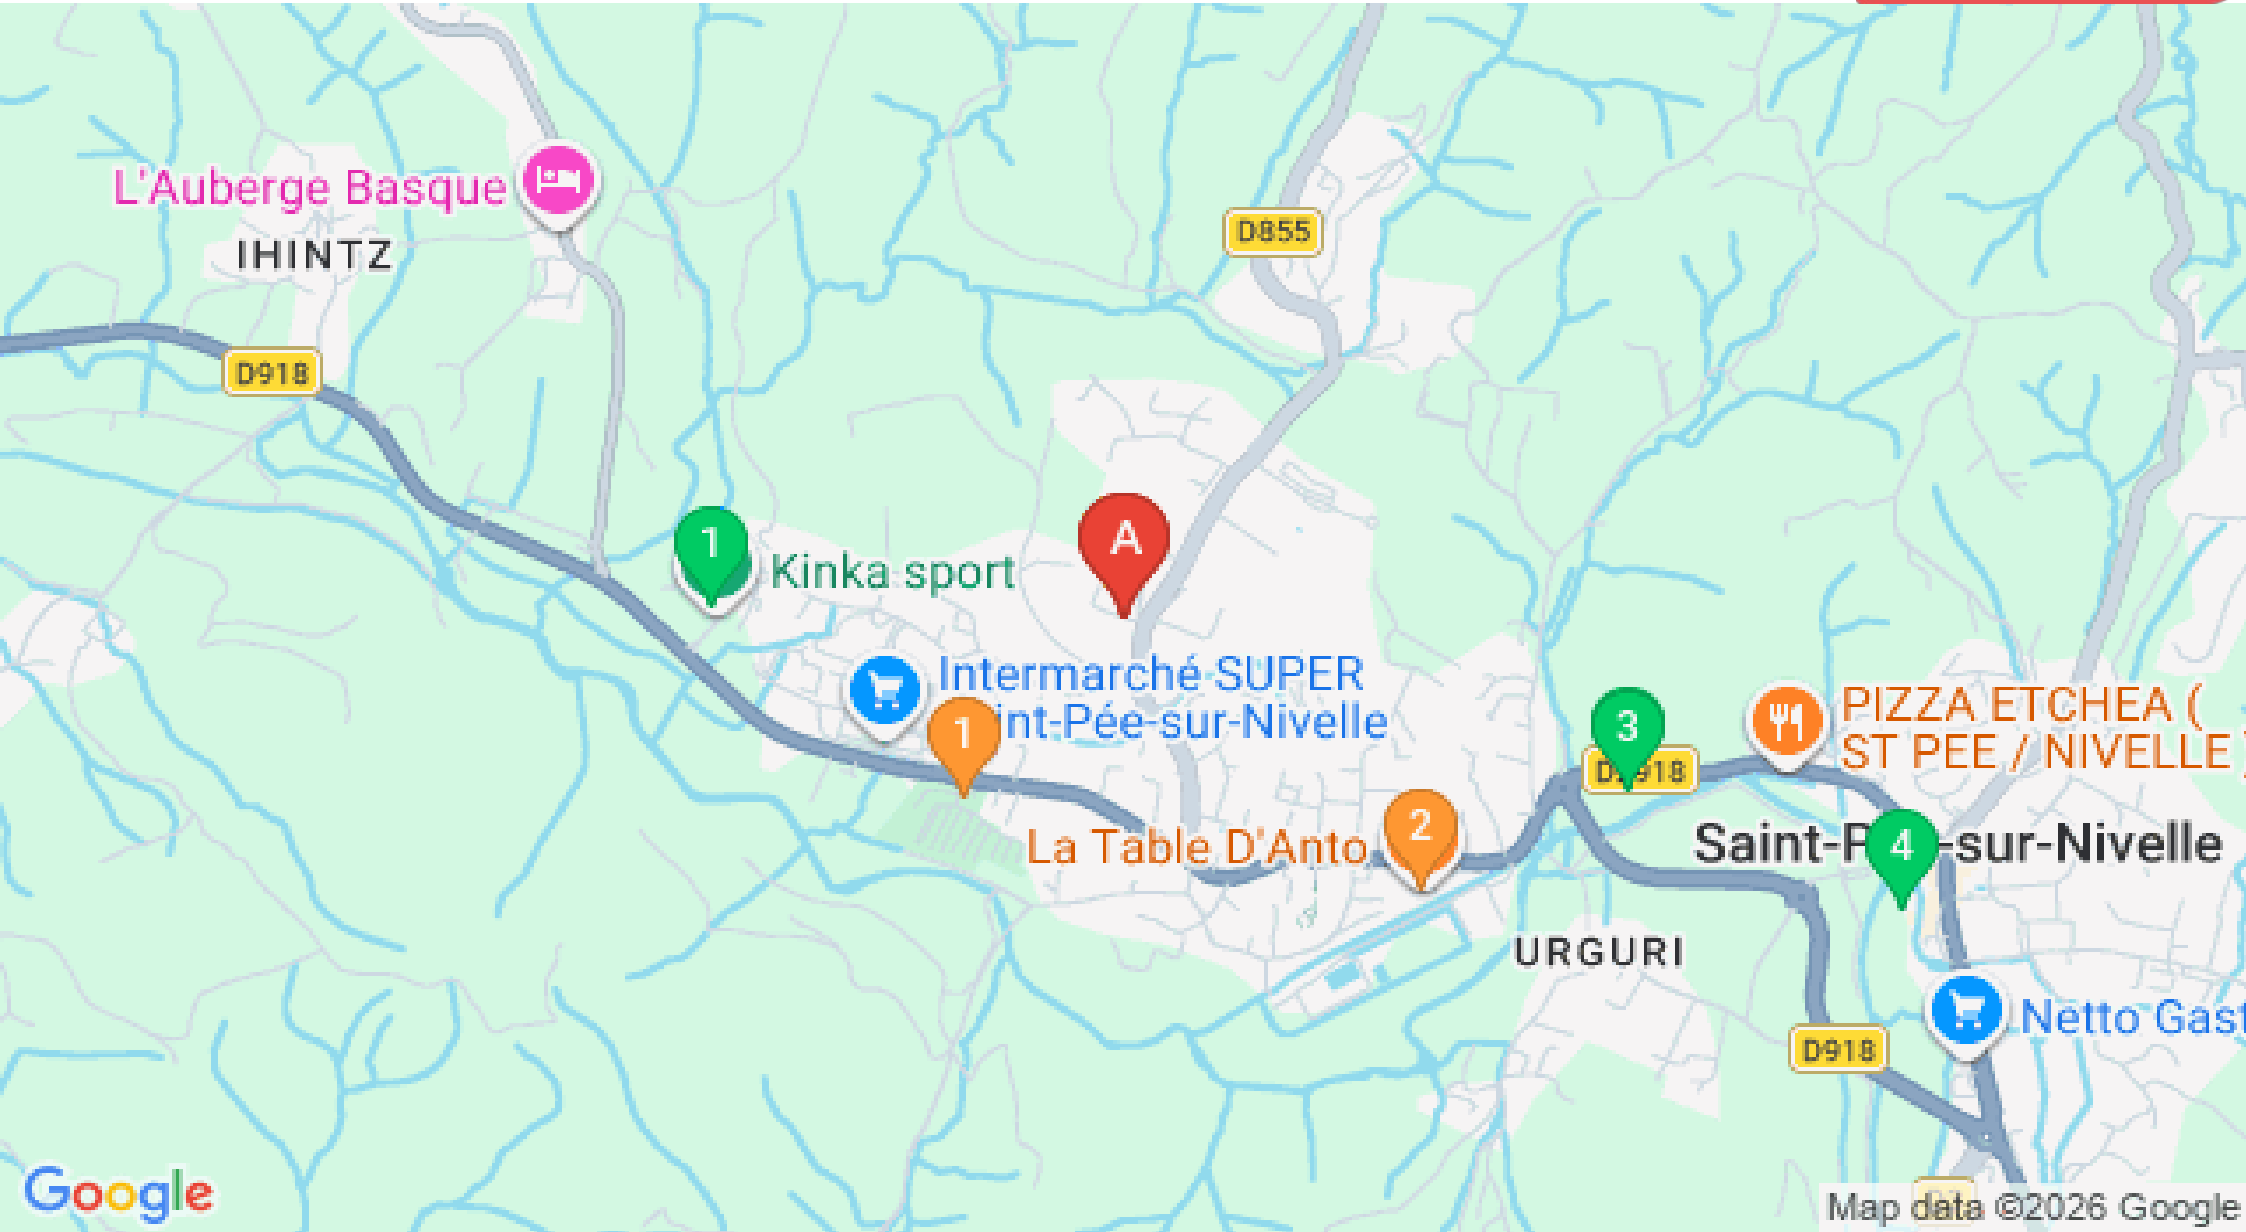 L'Auberge Basque
IHINTZ
D855
D918
1
Kinka sport
A
Intermarché SUPER
int-Pée-sur-Nivelle
1
3
PIZZA ETCHEA (
ST PEE / NIVELLE )
La Table D'Anto
2
Saint-P
-sur-Nivelle
4
URGURI
Netto Gast
D918
Google
Map data ©2026 Google